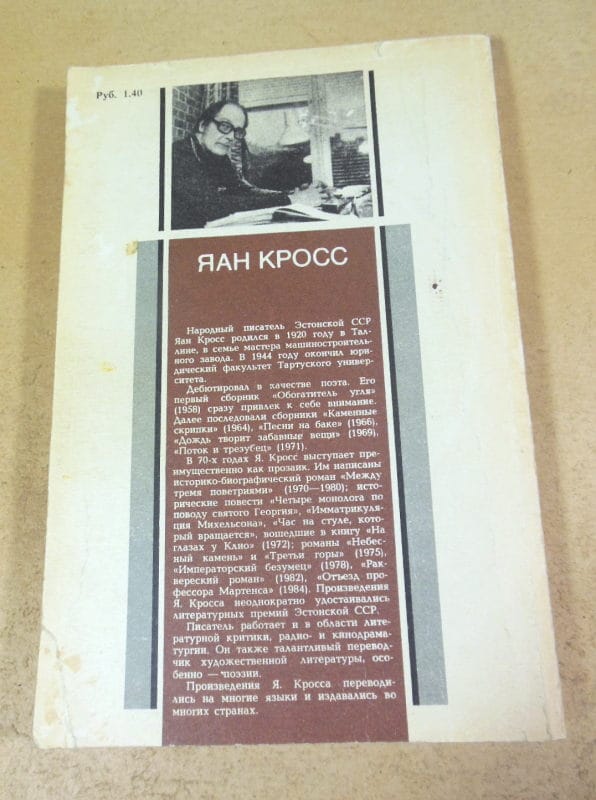 Руб. 1.40
ЯАН КРОСС
Народный писатель Эстонской ССР
Яан Кросс родился в 1920 году в Тал-
лине, в семье мастера машиностроитель-
ного завода. В 1944 году окончил юри-
дический факультет Тартуского универ-
ситета.
Дебютировал в качестве поэта. Его
первый сборник «Обогатитель угля»
(1958) сразу привлек к себе внимание.
Далее последовали сборники «Каменные
скрипки» (1964), «Песни на баке» (1966),
«Дождь творит забавные вещи» (1969),
«Поток и трезубец» (1971).
В 70-х годах Я. Кросс выступает пре-
имущественно как прозаик. Им написаны
историко-биографический роман «Между
тремя поветриями» (1970—1980); исто-
рические повести «Четыре монолога по
поводу святого Георгия», «Имматрикуля-
ция Михельсона», «Час на стуле, кото-
рый вращается», вошедшие в книгу «На
глазах у Клио» (1972); романы «Небес-
ный камень» и «Третьи горы» (1975),
«Императорский безумец» (1978), «Рак-
вереский роман» (1982), «Отъезд про-
фессора Мартенса» (1984). Произведения
Я. Кросса неоднократно удостаивались
литературных премий Эстонской ССР.
Писатель работает и в области лите-
ратурной критики, радио- и кинодрама-
тургии. Он также талантливый перевод-
чик художественной литературы, осо-
бенно — поэзии.
Произведения Я. Кросса переводи-
лись на многие языки и издавались во
многих странах.